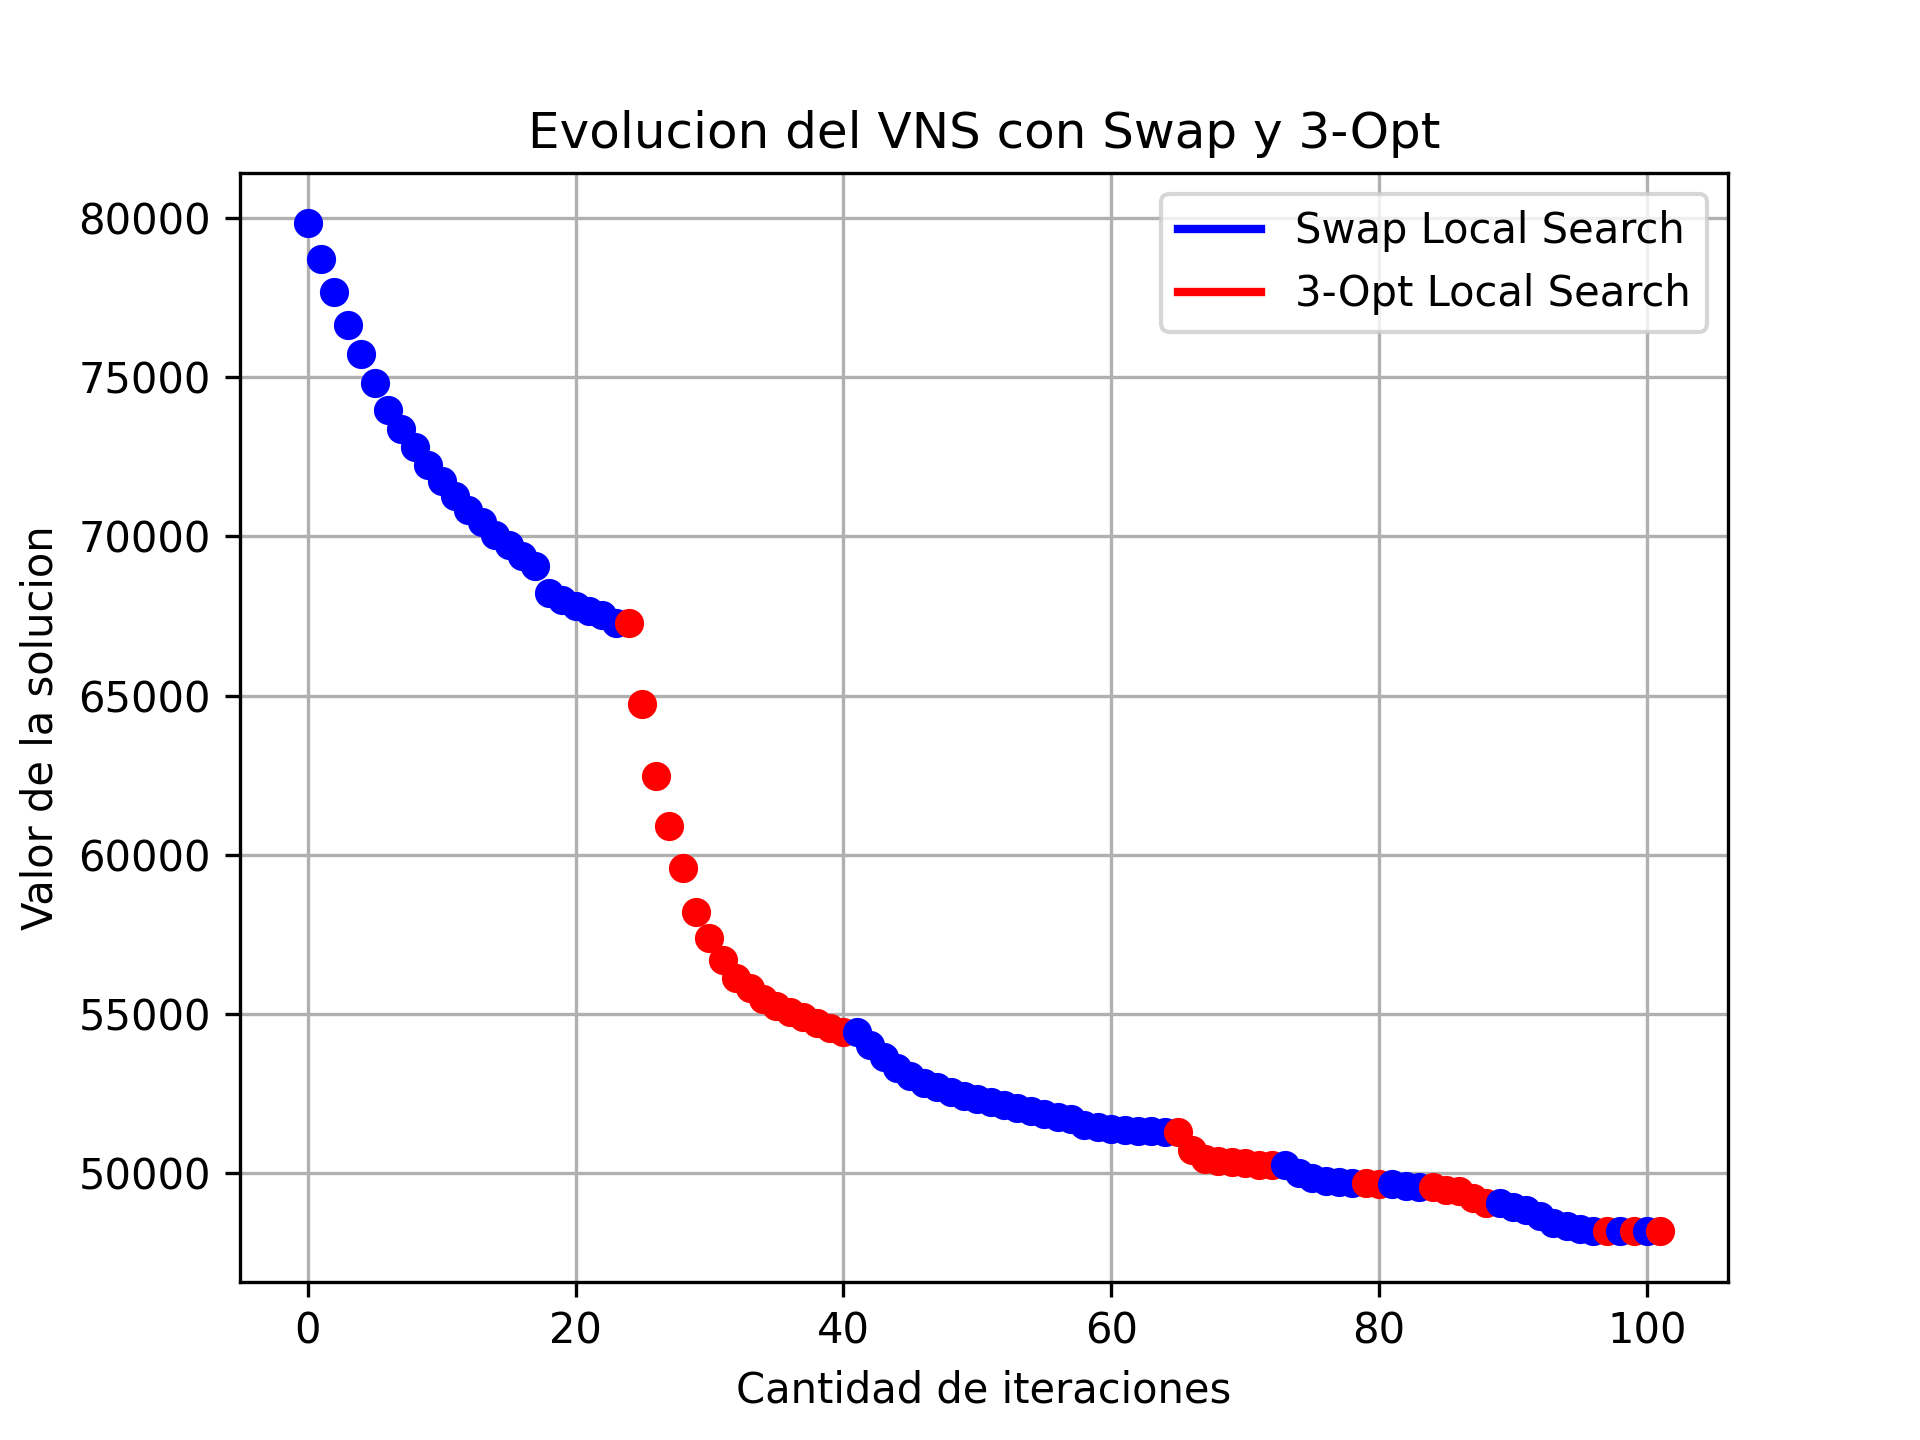 Evolucion del VNS con Swap y 3-Opt
Swap Local Search
3-Opt Local Search
Valor de la solucion
80000
75000
70000
65000
60000
55000
50000
0 20 40 60 80 100
Cantidad de iteraciones